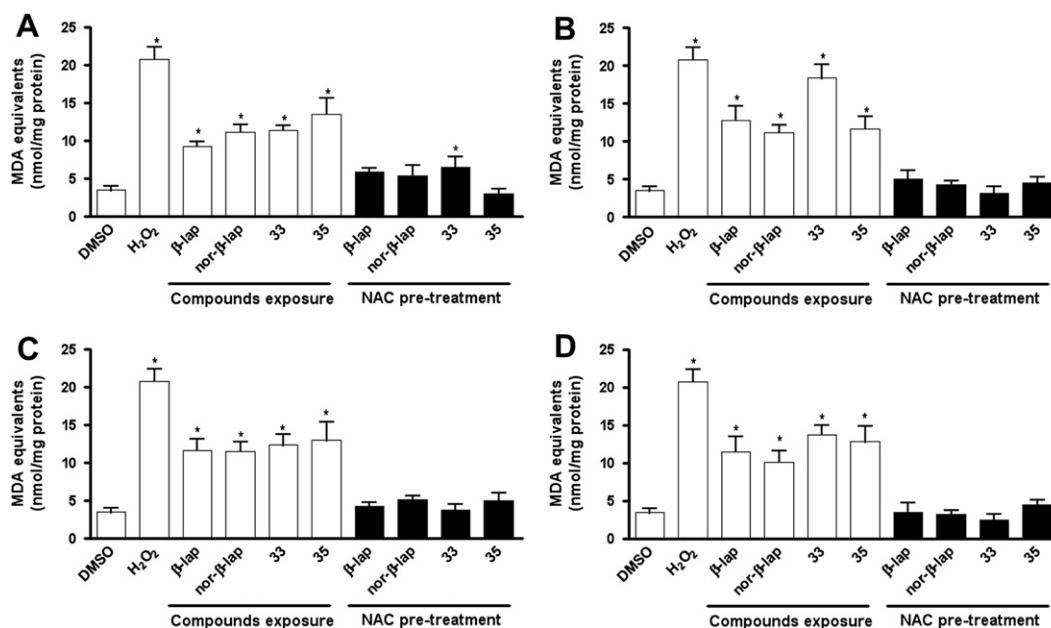 A
MDA equivalents
(nmol/mg protein)
25
20
15
10
5
0
* * * * * *
DMSO H₂O₂ β-lap nor-β-lap 33 35 β-lap nor-β-lap 33 35
Compounds exposure NAC pre-treatment
B
MDA equivalents
(nmol/mg protein)
25
20
15
10
5
0
* * * * *
DMSO H₂O₂ β-lap nor-β-lap 33 35 β-lap nor-β-lap 33 35
Compounds exposure NAC pre-treatment
C
MDA equivalents
(nmol/mg protein)
25
20
15
10
5
0
* * * * *
DMSO H₂O₂ β-lap nor-β-lap 33 35 β-lap nor-β-lap 33 35
Compounds exposure NAC pre-treatment
D
MDA equivalents
(nmol/mg protein)
25
20
15
10
5
0
* * * * *
DMSO H₂O₂ β-lap nor-β-lap 33 35 β-lap nor-β-lap 33 35
Compounds exposure NAC pre-treatment